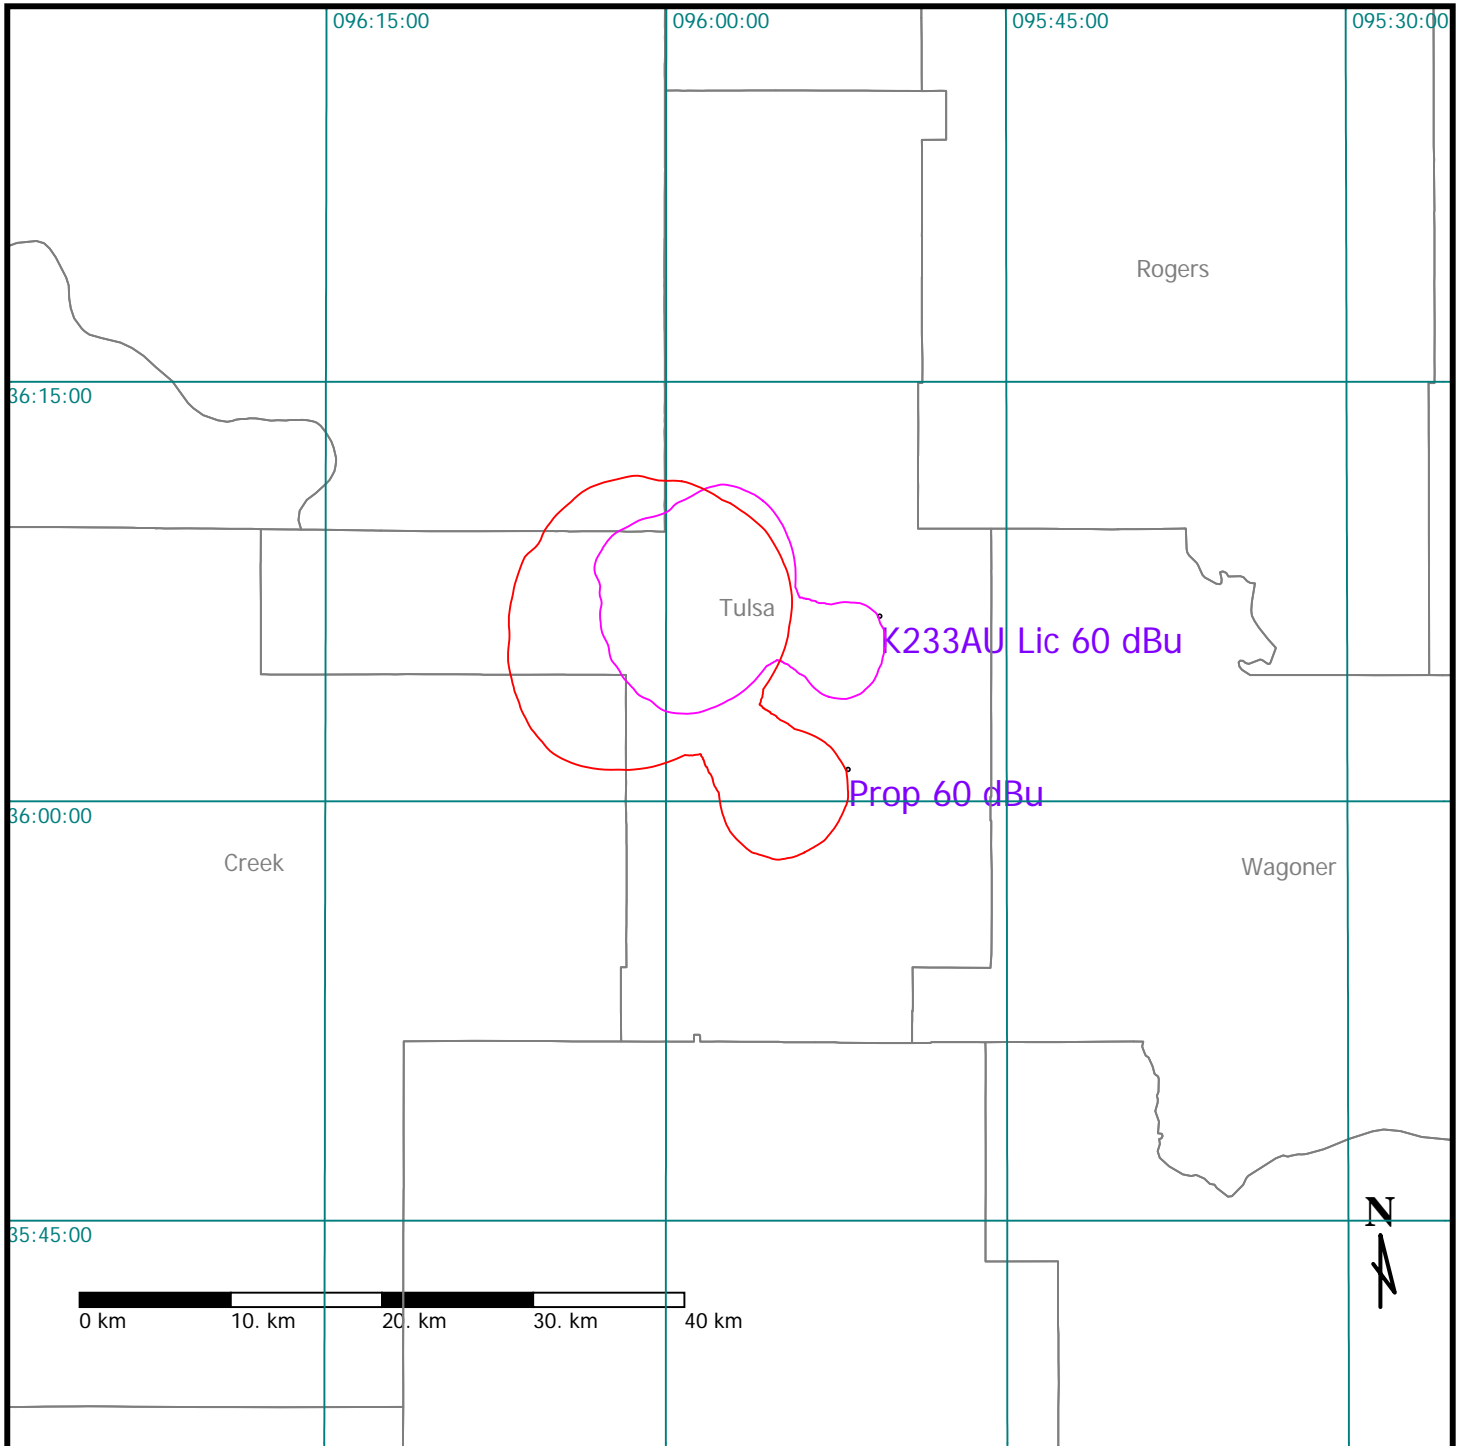 096:15:00 096:00:00 095:45:00 095:30:00
Rogers
36:15:00
Tulsa
K233AU Lic 60 dBu
Prop 60 dBu
36:00:00
Creek
Wagoner
N
35:45:00
0 km 10. km 20. km 30. km 40 km